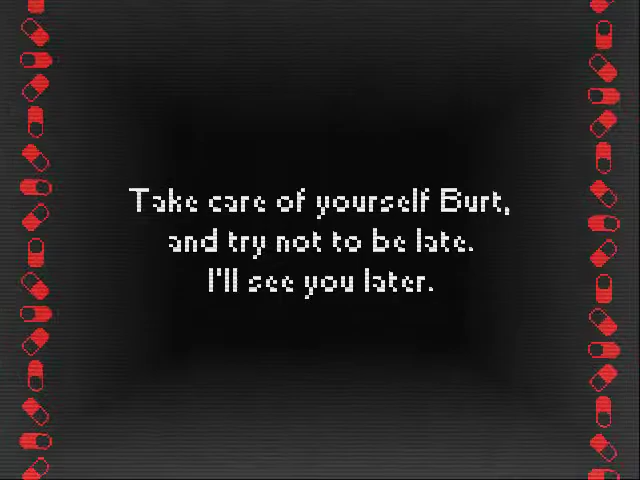 Take care of yourself Burt,
and try not to be late.
I'll see you later.